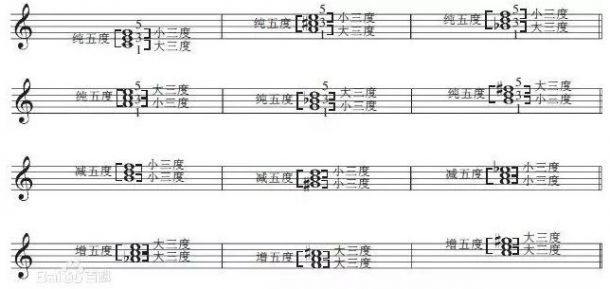 5 5 5
纯五度 3 小三度 纯五度 3 小三度 纯五度 3 小三度
1 大三度 1 大三度 1 大三度
5 5 5
纯五度 3 大三度 纯五度 3 大三度 纯五度 3 大三度
1 小三度 1 小三度 1 小三度
减五度 小三度 减五度 小三度 减五度 小三度
小三度 小三度 小三度
增五度 大三度 增五度 大三度 增五度 大三度
大三度 大三度 大三度
Bai百科